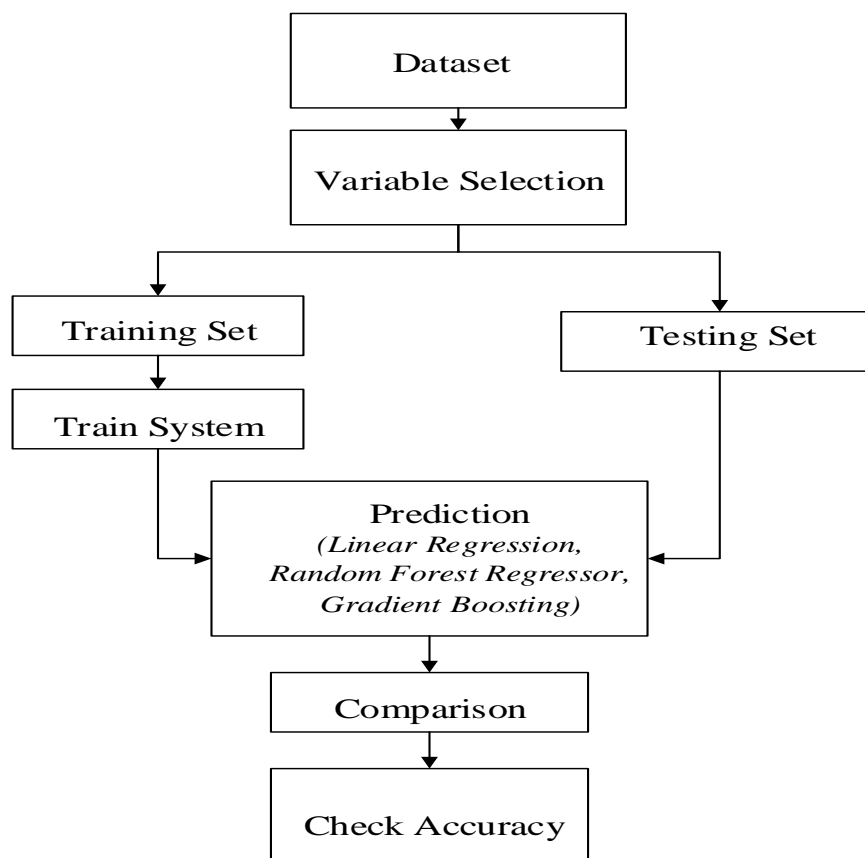 Dataset
Variable Selection
Training Set
Testing Set
Train System
Prediction
(Linear Regression,
Random Forest Regressor,
Gradient Boosting)
Comparison
Check Accuracy